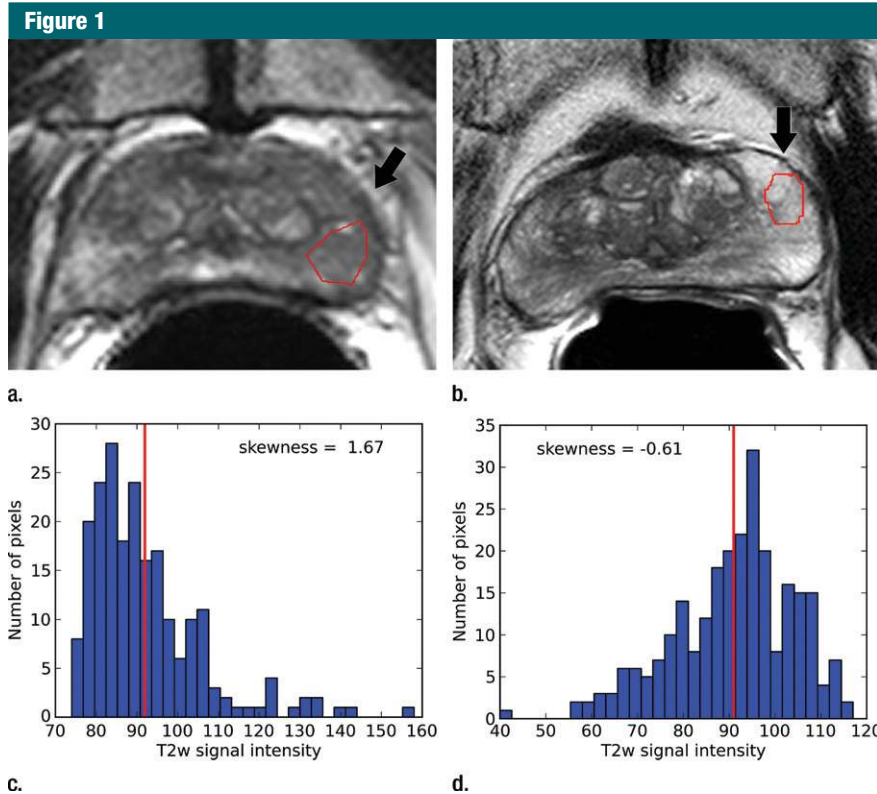 Figure 1
a.
b.
skewness = 1.67
Number of pixels
30
25
20
15
10
5
0
70 80 90 100 110 120 130 140 150 160
T2w signal intensity
c.
skewness = -0.61
Number of pixels
35
30
25
20
15
10
5
0
40 50 60 70 80 90 100 110 120
T2w signal intensity
d.